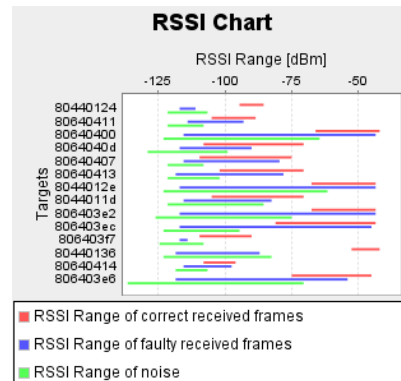 RSSI Chart
RSSI Range [dBm]
-125 -100 -75 -50
Targets
80440124
80640411
80640400
8064040d
80640407
80640413
8044012e
8044011d
806403e2
806403ec
806403f7
80440136
80640414
806403e6
RSSI Range of correct received frames
RSSI Range of faulty received frames
RSSI Range of noise